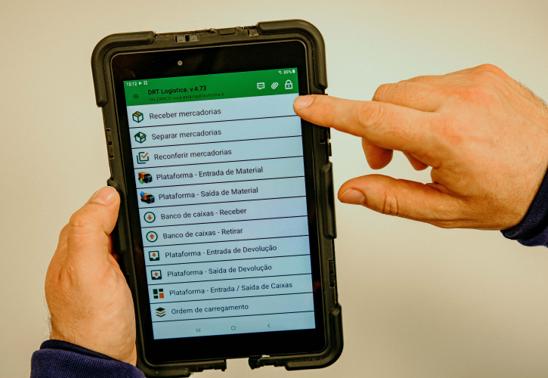 DRT Logística, v.4.73
Receber mercadorias
Separar mercadorias
Reconferir mercadorias
Plataforma - Entrada de Material
Plataforma - Saída de Material
Banco de caixas - Receber
Banco de caixas - Retirar
Plataforma - Entrada de Devolução
Plataforma - Saída de Devolução
Plataforma - Entrada / Saída de Caixas
Ordem de carregamento